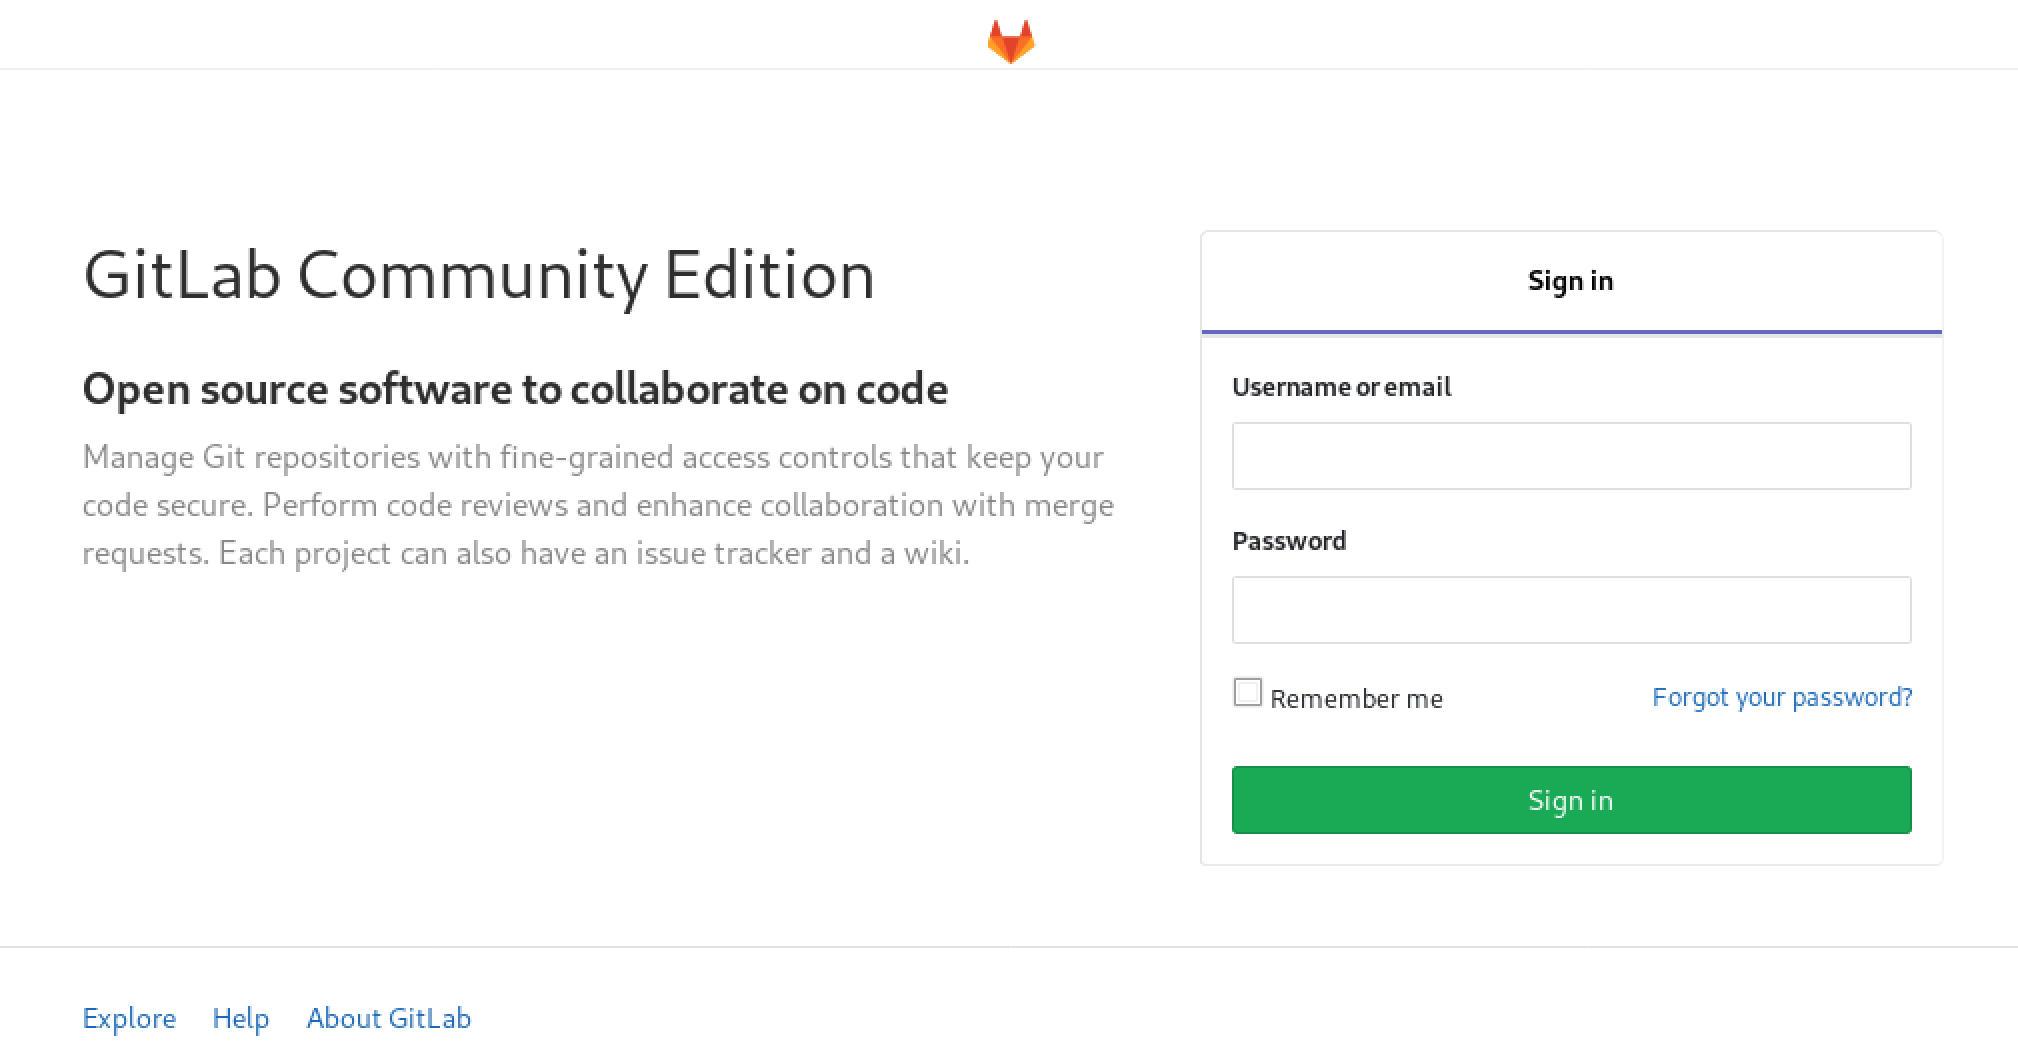 GitLab Community Edition
Open source software to collaborate on code
Manage Git repositories with fine-grained access controls that keep your
code secure. Perform code reviews and enhance collaboration with merge
requests. Each project can also have an issue tracker and a wiki.
Sign in
Username or email
Password
Remember me
Forgot your password?
Sign in
Explore Help About GitLab